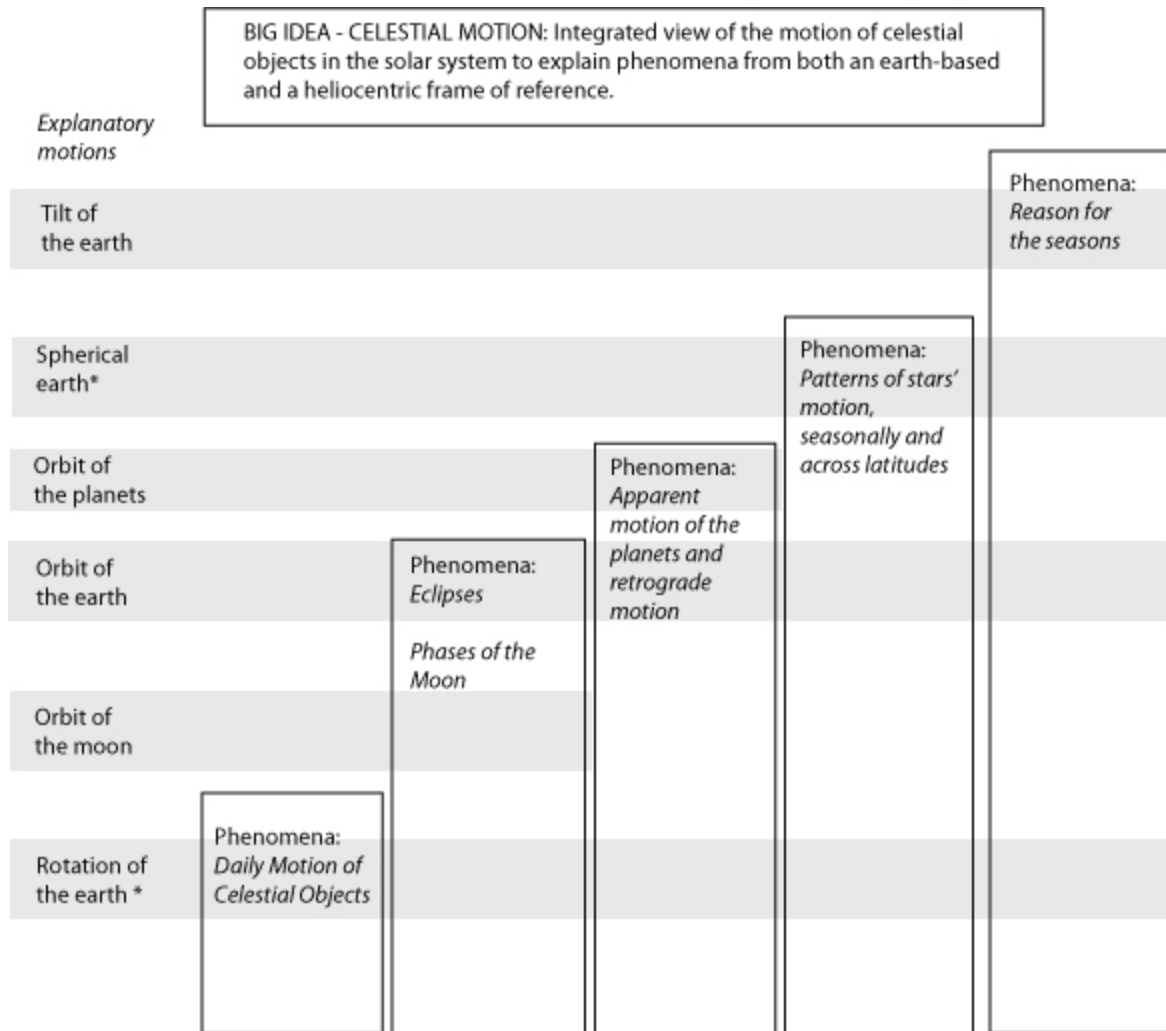 BIG IDEA - CELESTIAL MOTION: Integrated view of the motion of celestial
objects in the solar system to explain phenomena from both an earth-based
and a heliocentric frame of reference.
Explanatory
motions
Tilt of
the earth
Phenomena:
Reason for
the seasons
Spherical
earth*
Phenomena:
Patterns of stars’
motion,
seasonally and
across latitudes
Orbit of
the planets
Phenomena:
Apparent
motion of the
planets and
retrograde
motion
Orbit of
the earth
Phenomena:
Eclipses
Phases of the
Moon
Orbit of
the moon
Rotation of
the earth *
Phenomena:
Daily Motion of
Celestial Objects